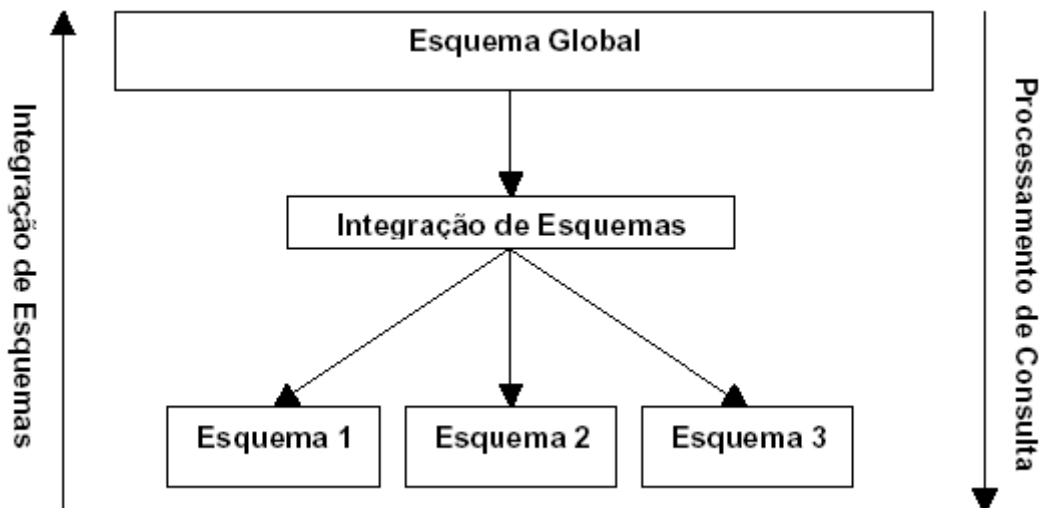 Esquema Global
Integração de Esquemas
Integração de Esquemas
Processamento de Consulta
Esquema 1
Esquema 2
Esquema 3